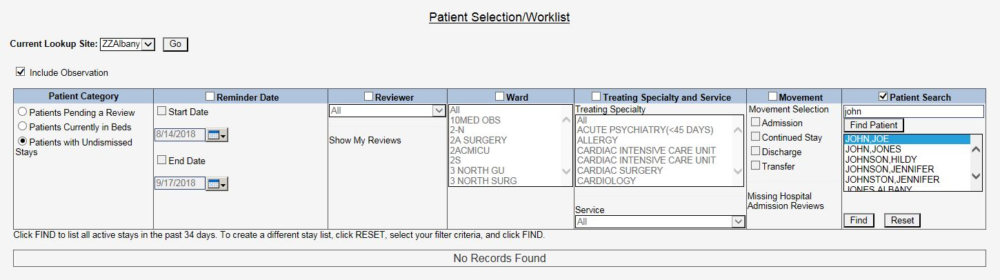 Patient Selection/Worklist
Current Lookup Site: ZZAlbany Go
Include Observation
Patient Category Reminder Date Reviewer Ward Treating Specialty and Service Movement Patient Search
Patients Pending a Review
Patients Currently in Beds
Patients with Undismissed
Stays
Start Date
8/14/2018
End Date
9/17/2018
All
Show My Reviews
All
10MED OBS
2-N
2A SURGERY
2ACMICU
2S
3 NORTH GU
3 NORTH SURG
Treating Specialty
All
ACUTE PSYCHIATRY(<45 DAYS)
ALLERGY
CARDIAC INTENSIVE CARE UNIT
CARDIAC INTENSIVE CARE UNIT
CARDIAC SURGERY
CARDIOLOGY
Service
All
Movement Selection
Admission
Continued Stay
Discharge
Transfer
Missing Hospital
Admission Reviews
john
Find Patient
JOHN,JOE
JOHN,JONES
JOHNSON,HILDY
JOHNSON,JENNIFER
JOHNSTON,JENNIFER
JONES,ALBANY
Find Reset
Click FIND to list all active stays in the past 34 days. To create a different stay list, click RESET, select your filter criteria, and click FIND.
No Records Found